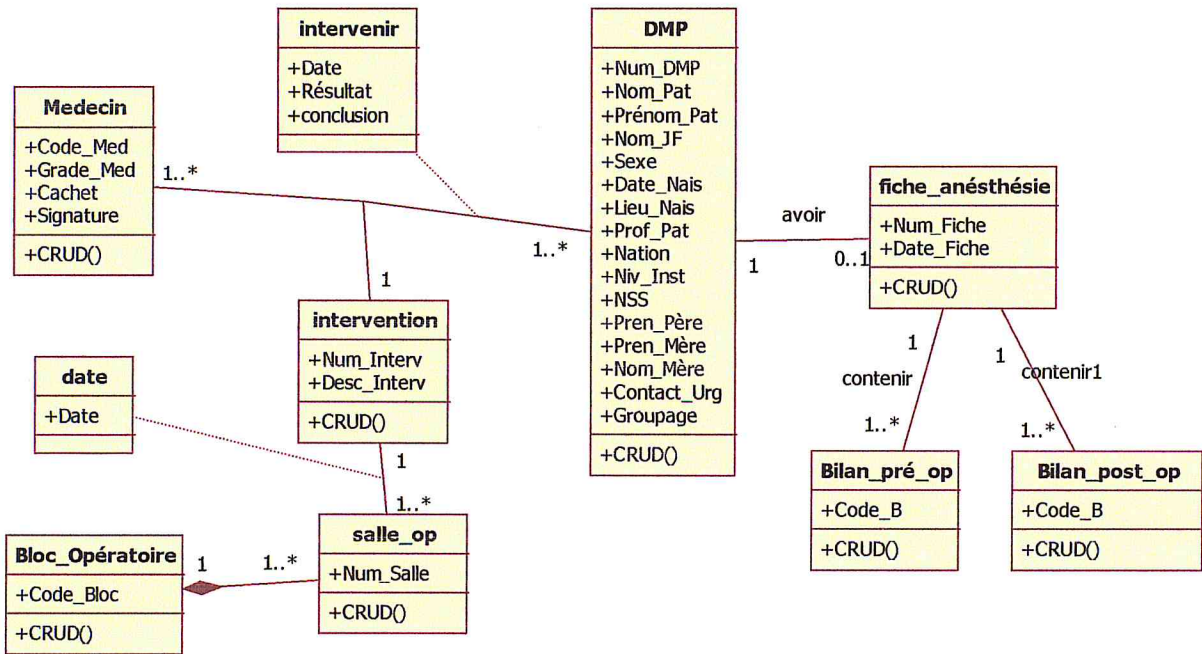 intervenir
+Date
+Résultat
+conclusion
DMP
+Num_DMP
+Nom_Pat
+Prénom_Pat
+Nom_JF
+Sexe
+Date_Nais
+Lieu_Nais
+Prof_Pat
+Nation
+Niv_Inst
+NSS
+Pren_Père
+Pren_Mère
+Nom_Mère
+Contact_Urg
+Groupage
+CRUD()
Medecin
+Code_Med
+Grade_Med
+Cachet
+Signature
+CRUD()
1..*
1..*
1
avoir
1
0..1
fiche_anésthésie
+Num_Fiche
+Date_Fiche
+CRUD()
intervention
+Num_Interv
+Desc_Interv
+CRUD()
date
+Date
1
contenir
1..*
1
contenir1
1..*
1
1..*
Bilan_pré_op
+Code_B
+CRUD()
Bilan_post_op
+Code_B
+CRUD()
salle_op
+Num_Salle
+CRUD()
Bloc_Opératoire
+Code_Bloc
+CRUD()
1
1..*